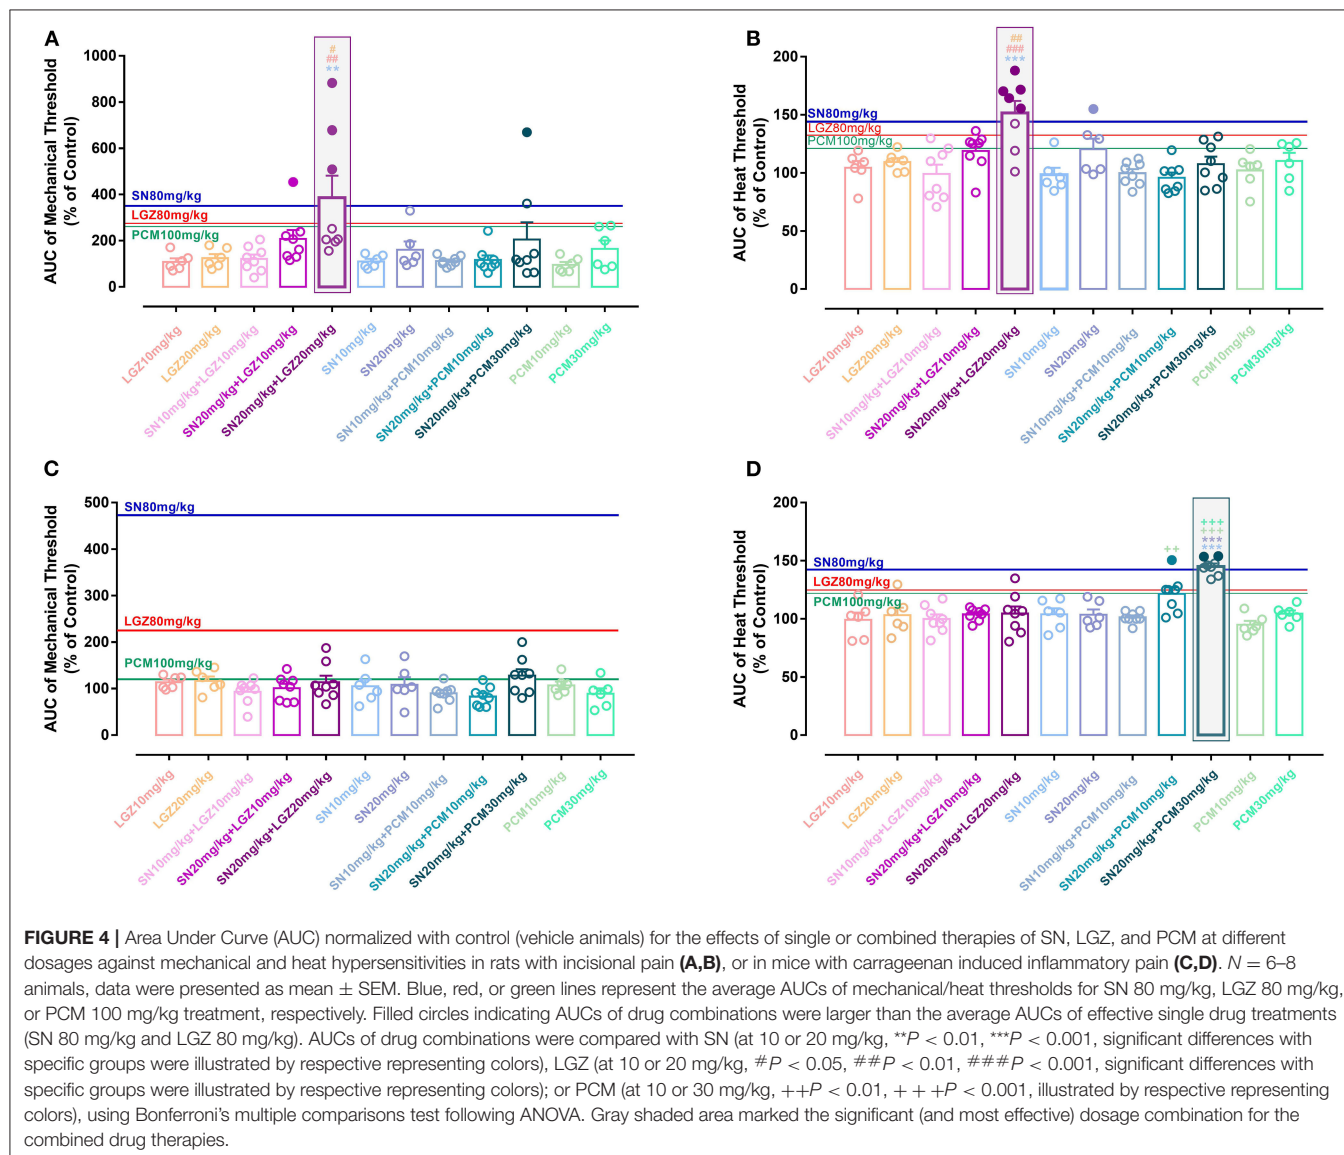 A
AUC of Mechanical Threshold
(% of Control)
1000
800
600
400
200
0
SN80mg/kg
LGZ80mg/kg
PCM100mg/kg
#
##
**
LGZ10mg/kg
LGZ20mg/kg
SN10mg/kg+LGZ10mg/kg
SN20mg/kg+LGZ10mg/kg
SN20mg/kg+LGZ20mg/kg
SN10mg/kg
SN20mg/kg
SN10mg/kg+PCM10mg/kg
SN20mg/kg+PCM10mg/kg
SN20mg/kg+PCM30mg/kg
PCM10mg/kg
PCM30mg/kg
B
AUC of Heat Threshold
(% of Control)
200
150
100
50
0
SN80mg/kg
LGZ80mg/kg
PCM100mg/kg
##
###
***
LGZ10mg/kg
LGZ20mg/kg
SN10mg/kg+LGZ10mg/kg
SN20mg/kg+LGZ10mg/kg
SN20mg/kg+LGZ20mg/kg
SN10mg/kg
SN20mg/kg
SN10mg/kg+PCM10mg/kg
SN20mg/kg+PCM10mg/kg
SN20mg/kg+PCM30mg/kg
PCM10mg/kg
PCM30mg/kg
C
AUC of Mechanical Threshold
(% of Control)
500
400
300
200
100
0
SN80mg/kg
LGZ80mg/kg
PCM100mg/kg
LGZ10mg/kg
LGZ20mg/kg
SN10mg/kg+LGZ10mg/kg
SN20mg/kg+LGZ10mg/kg
SN20mg/kg+LGZ20mg/kg
SN10mg/kg
SN20mg/kg
SN10mg/kg+PCM10mg/kg
SN20mg/kg+PCM10mg/kg
SN20mg/kg+PCM30mg/kg
PCM10mg/kg
PCM30mg/kg
D
AUC of Heat Threshold
(% of Control)
200
150
100
50
0
SN80mg/kg
LGZ80mg/kg
PCM100mg/kg
++
+++
+++
***
***
LGZ10mg/kg
LGZ20mg/kg
SN10mg/kg+LGZ10mg/kg
SN20mg/kg+LGZ10mg/kg
SN20mg/kg+LGZ20mg/kg
SN10mg/kg
SN20mg/kg
SN10mg/kg+PCM10mg/kg
SN20mg/kg+PCM10mg/kg
SN20mg/kg+PCM30mg/kg
PCM10mg/kg
PCM30mg/kg
FIGURE 4 | Area Under Curve (AUC) normalized with control (vehicle animals) for the effects of single or combined therapies of SN, LGZ, and PCM at different
dosages against mechanical and heat hypersensitivities in rats with incisional pain (A,B), or in mice with carrageenan induced inflammatory pain (C,D). N = 6–8
animals, data were presented as mean ± SEM. Blue, red, or green lines represent the average AUCs of mechanical/heat thresholds for SN 80 mg/kg, LGZ 80 mg/kg,
or PCM 100 mg/kg treatment, respectively. Filled circles indicating AUCs of drug combinations were larger than the average AUCs of effective single drug treatments
(SN 80 mg/kg and LGZ 80 mg/kg). AUCs of drug combinations were compared with SN (at 10 or 20 mg/kg, **P < 0.01, ***P < 0.001, significant differences with
specific groups were illustrated by respective representing colors), LGZ (at 10 or 20 mg/kg, #P < 0.05, ##P < 0.01, ###P < 0.001, significant differences with
specific groups were illustrated by respective representing colors); or PCM (at 10 or 30 mg/kg, ++P < 0.01, + + +P < 0.001, illustrated by respective representing
colors), using Bonferroni's multiple comparisons test following ANOVA. Gray shaded area marked the significant (and most effective) dosage combination for the
combined drug therapies.